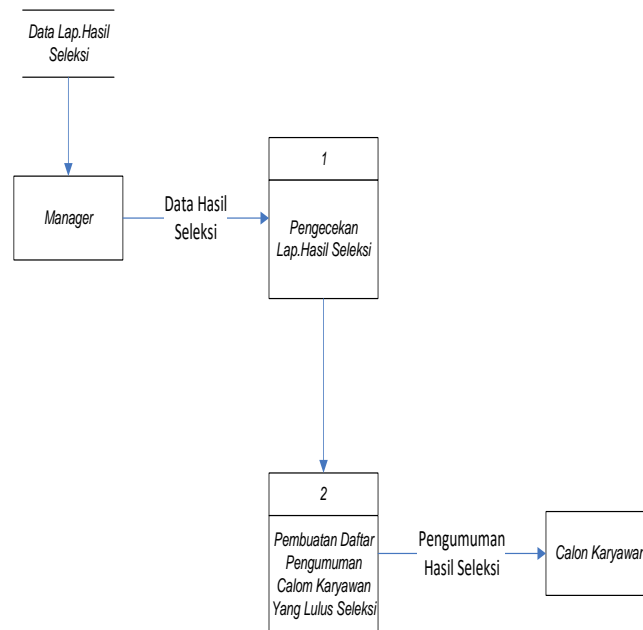 Data Lap.Hasil
Seleksi
Manager
Data Hasil
Seleksi
1
Pengecekan
Lap.Hasil Seleksi
2
Pembuatan Daftar
Pengumuman
Calom Karyawan
Yang Lulus Seleksi
Pengumuman
Hasil Seleksi
Calon Karyawan